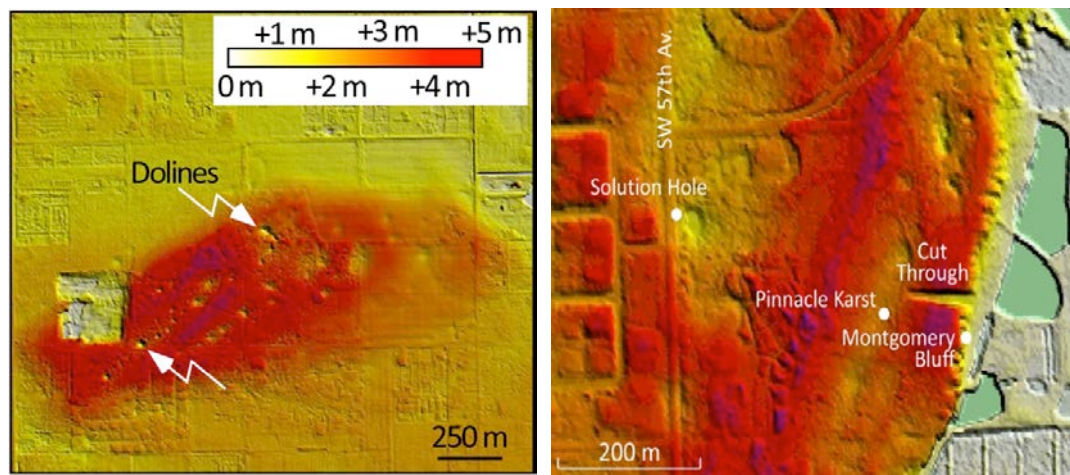 +1 m +3 m +5 m
0 m +2 m +4 m
Dolines
250 m
SW 57th Av.
Solution Hole
Cut
Through
Pinnacle Karst
Montgomery
Bluff
200 m